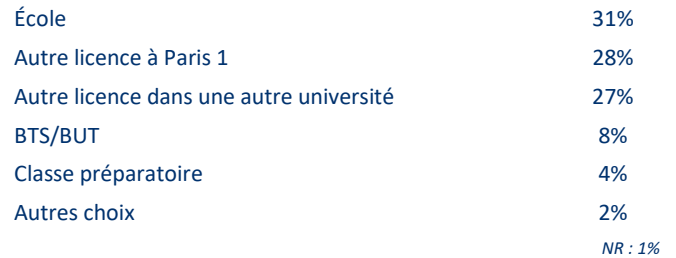 École 31%
Autre licence à Paris 1 28%
Autre licence dans une autre université 27%
BTS/BUT 8%
Classe préparatoire 4%
Autres choix 2%
NR : 1%